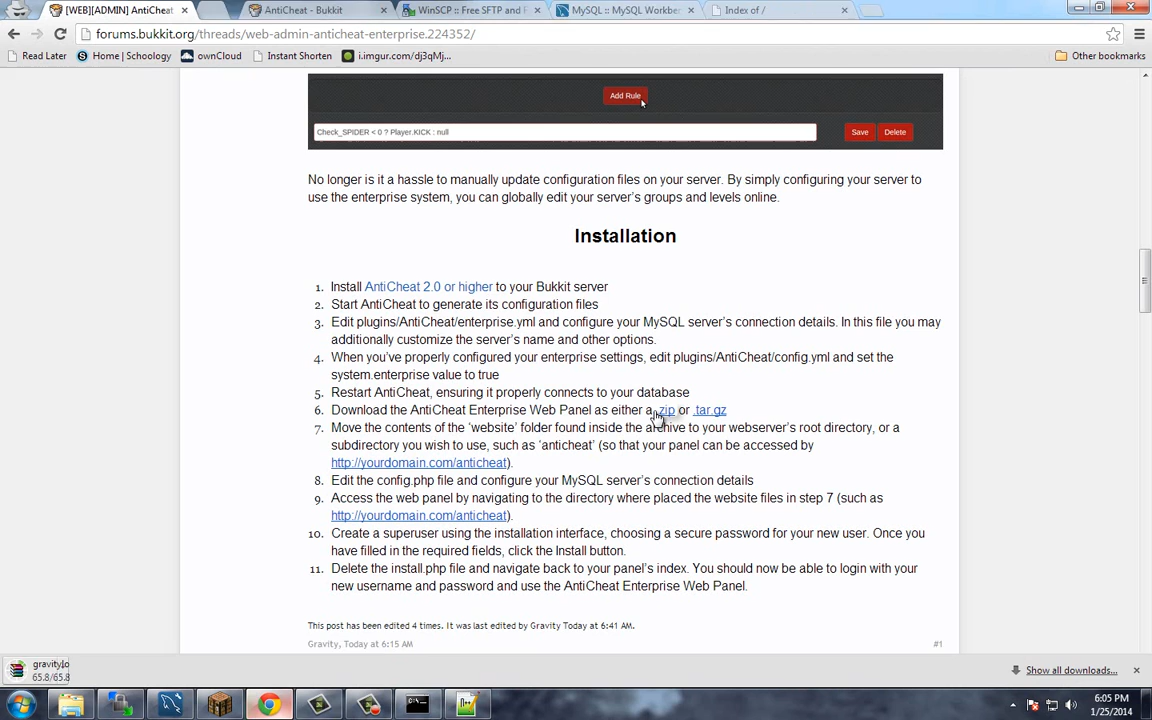 [WEB][ADMIN] AntiCheat
AntiCheat - Bukkit
WinSCP :: Free SFTP and F
MySQL :: MySQL Workber
Index of /
forums.bukkit.org/threads/web-admin-anticheat-enterprise.224352/
Read Later
Home | Schoology
ownCloud
Instant Shorten
i.imgur.com/dj3qMj...
Other bookmarks
Add Rule
Check_SPIDER < 0 ? Player.KICK : null
Save
Delete
No longer is it a hassle to manually update configuration files on your server. By simply configuring your server to
use the enterprise system, you can globally edit your server's groups and levels online.
Installation
1. Install AntiCheat 2.0 or higher to your Bukkit server
2. Start AntiCheat to generate its configuration files
3. Edit plugins/AntiCheat/enterprise.yml and configure your MySQL server's connection details. In this file you may
additionally customize the server's name and other options.
4. When you've properly configured your enterprise settings, edit plugins/AntiCheat/config.yml and set the
system.enterprise value to true
5. Restart AntiCheat, ensuring it properly connects to your database
6. Download the AntiCheat Enterprise Web Panel as either a .zip or .tar.gz
7. Move the contents of the 'website' folder found inside the archive to your webserver's root directory, or a
subdirectory you wish to use, such as 'anticheat' (so that your panel can be accessed by
http://yourdomain.com/anticheat).
8. Edit the config.php file and configure your MySQL server's connection details
9. Access the web panel by navigating to the directory where placed the website files in step 7 (such as
http://yourdomain.com/anticheat).
10. Create a superuser using the installation interface, choosing a secure password for your new user. Once you
have filled in the required fields, click the Install button.
11. Delete the install.php file and navigate back to your panel's index. You should now be able to login with your
new username and password and use the AntiCheat Enterprise Web Panel.
This post has been edited 4 times. It was last edited by Gravity Today at 6:41 AM.
Gravity, Today at 6:15 AM
#1
gravitylo
65.8/65.8
Show all downloads...
6:05 PM
1/25/2014